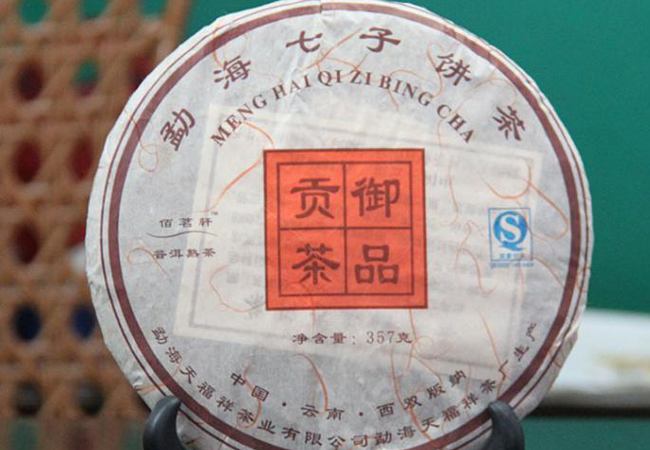 勐海七子饼茶
MENG HAI QI ZI BING CHA
御品
贡茶
佰茗轩™
普洱熟茶
净含量: 357克
中国·云南·西双版纳
勐海天福祥茶业有限公司勐海天福祥茶厂生产